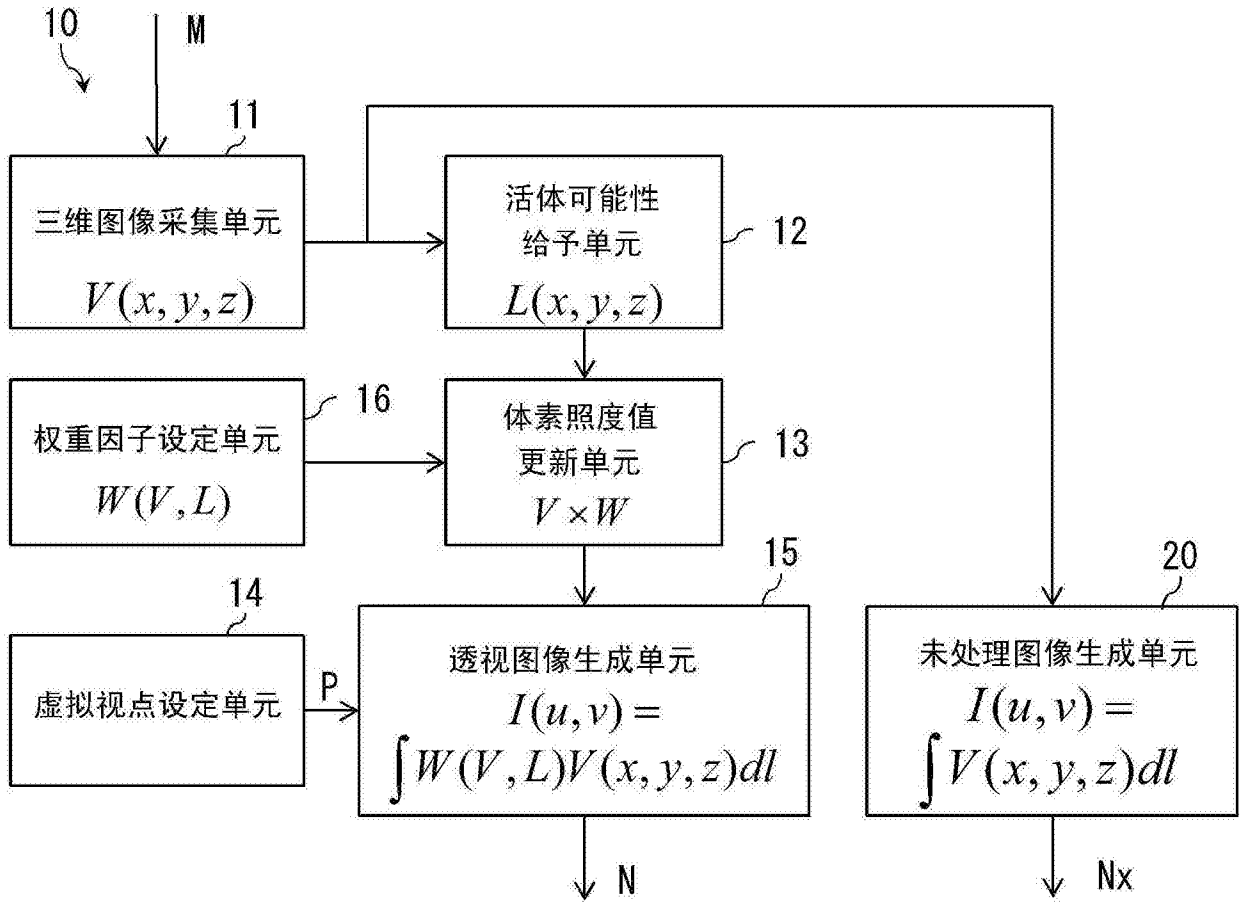 10
M
11
三维图像采集单元
V(x, y, z)
活体可能性
给予单元
L(x, y, z)
12
权重因子设定单元
W(V, L)
16
体素照度值
更新单元
V×W
13
14
虚拟视点设定单元
P
15
透视图像生成单元
I(u, v) =
∫W(V, L)V(x, y, z)dl
N
20
未处理图像生成单元
I(u, v) =
∫V(x, y, z)dl
Nx